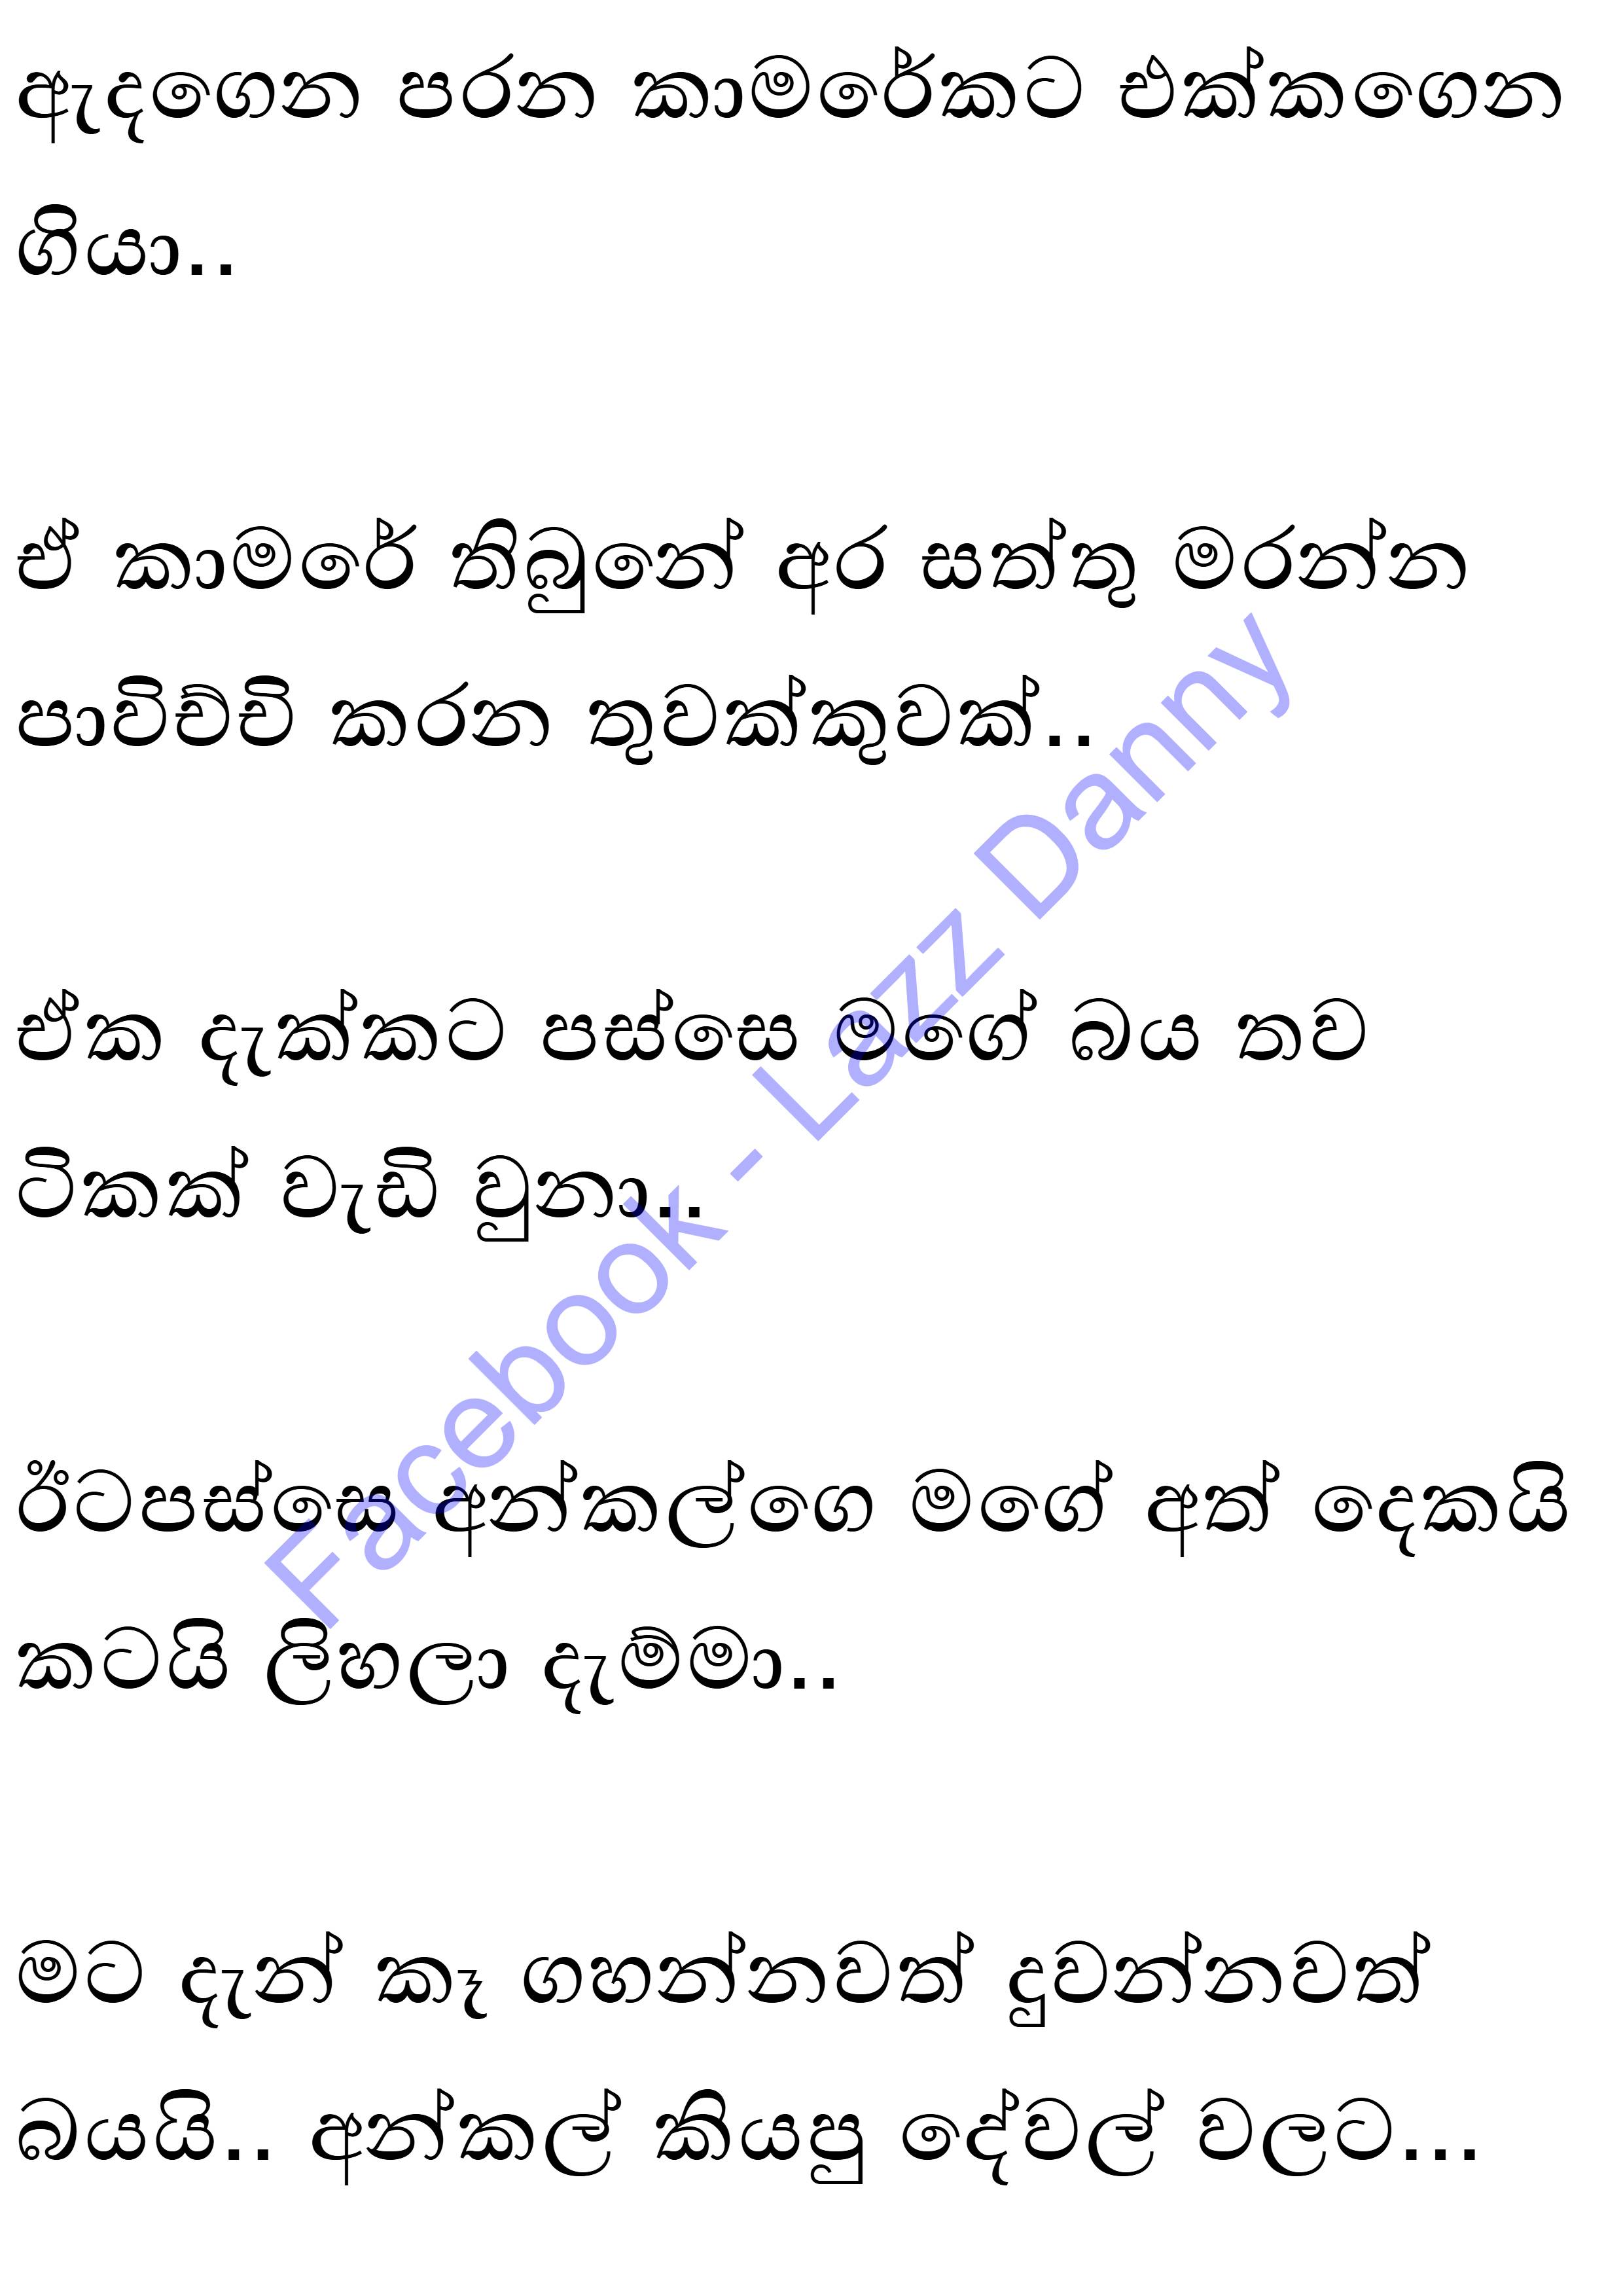 ඇදගෙන පරන කාමරේකට එක්කගෙන
ගියා..
ඒ කාමරේ තිබුනේ අර සත්තු මරන්න
පාවිච්චි කරන තුවක්කුවක්..
ඒක දැක්කට පස්සෙ මගේ බය තව
ටිකක් වැඩි වුනා..
ඊටපස්සෙ අන්කල්ගෙ මගේ අත් දෙකයි
කටයි ලිහලා දැම්මා..
මට දැන් කෑ ගහන්නවත් දුවන්නවත්
බයයි.. අන්කල් කියපු දේවල් වලට...
Facebook - Lazz Danny